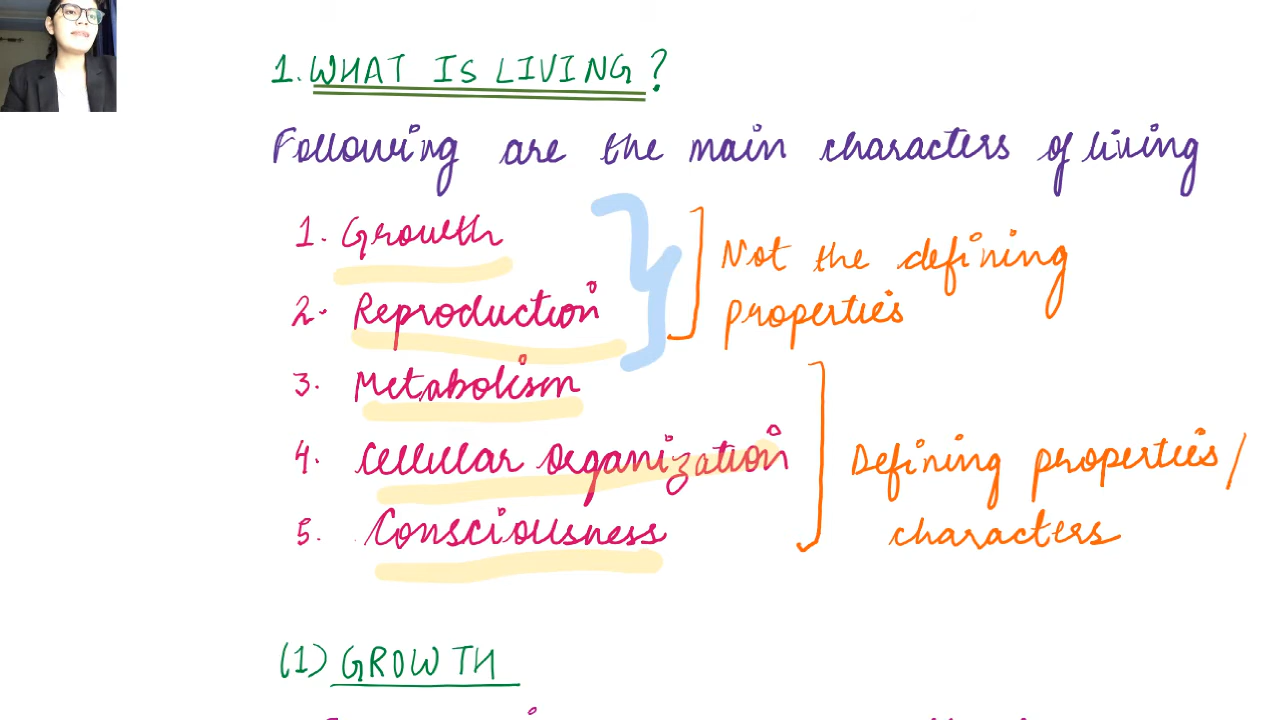 1. WHAT IS LIVING?
Following are the main characters of living
1. Growth
2. Reproduction
Not the defining
properties
3. Metabolism
4. Cellular Organization
5. Consciousness
Defining properties/
characters
(1) GROWTH